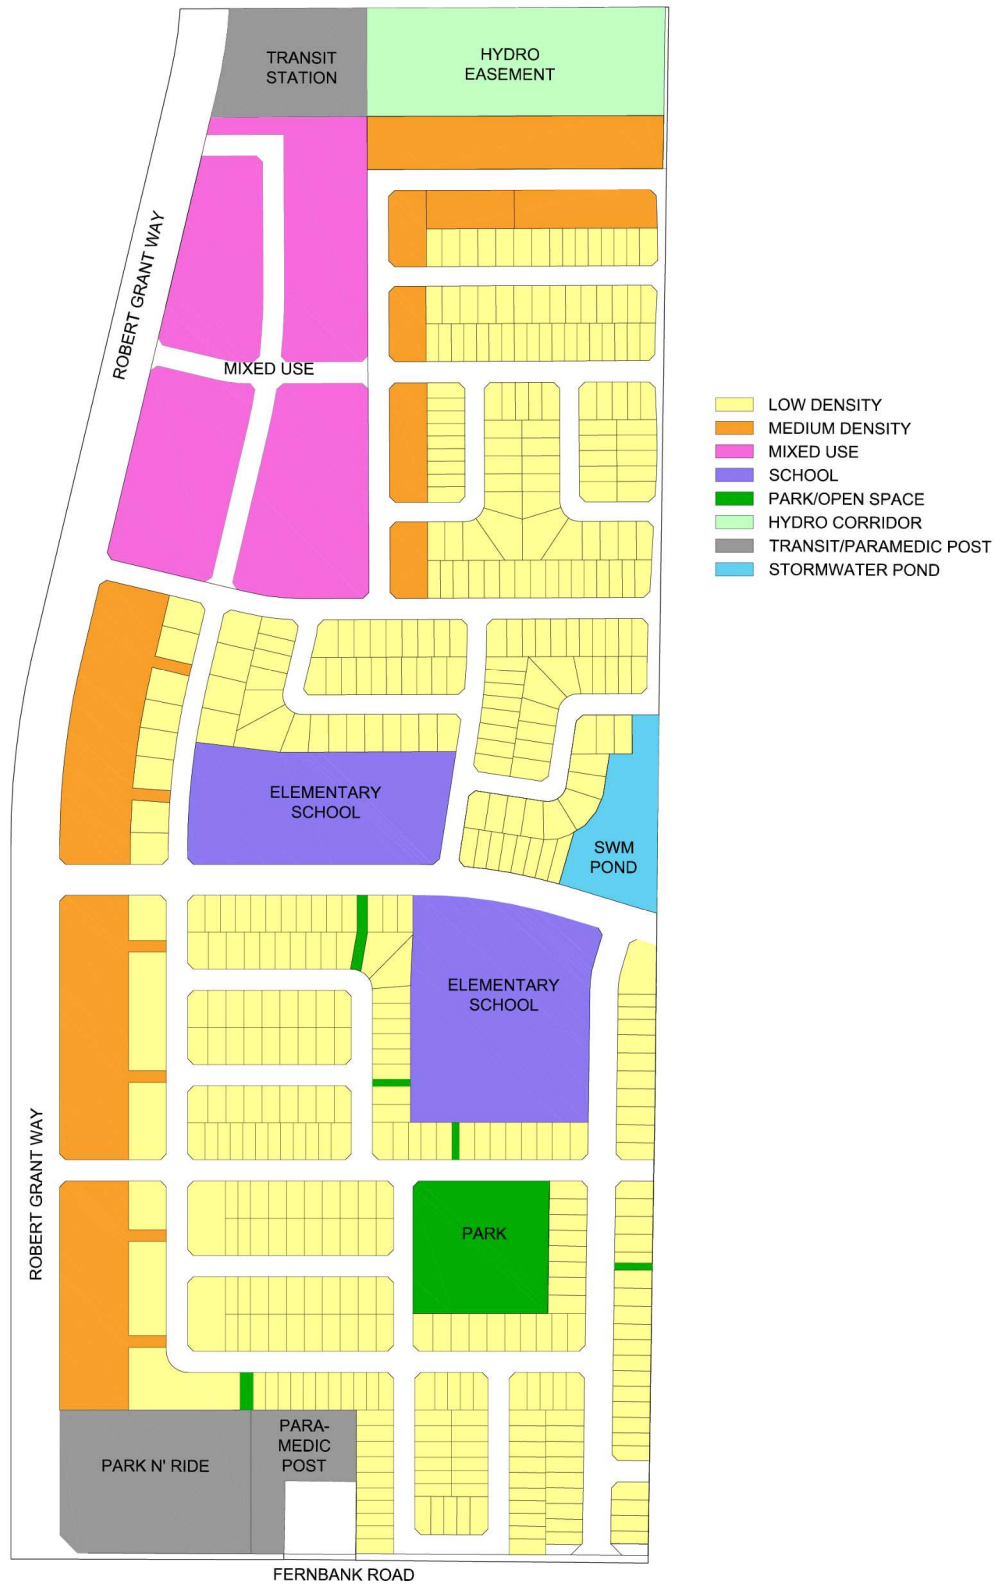 TRANSIT
STATION
HYDRO
EASEMENT
ROBERT GRANT WAY
MIXED USE
LOW DENSITY
MEDIUM DENSITY
MIXED USE
SCHOOL
PARK/OPEN SPACE
HYDRO CORRIDOR
TRANSIT/PARAMEDIC POST
STORMWATER POND
ELEMENTARY
SCHOOL
SWM
POND
ELEMENTARY
SCHOOL
ROBERT GRANT WAY
PARK
PARK N' RIDE
PARA-
MEDIC
POST
FERNBANK ROAD